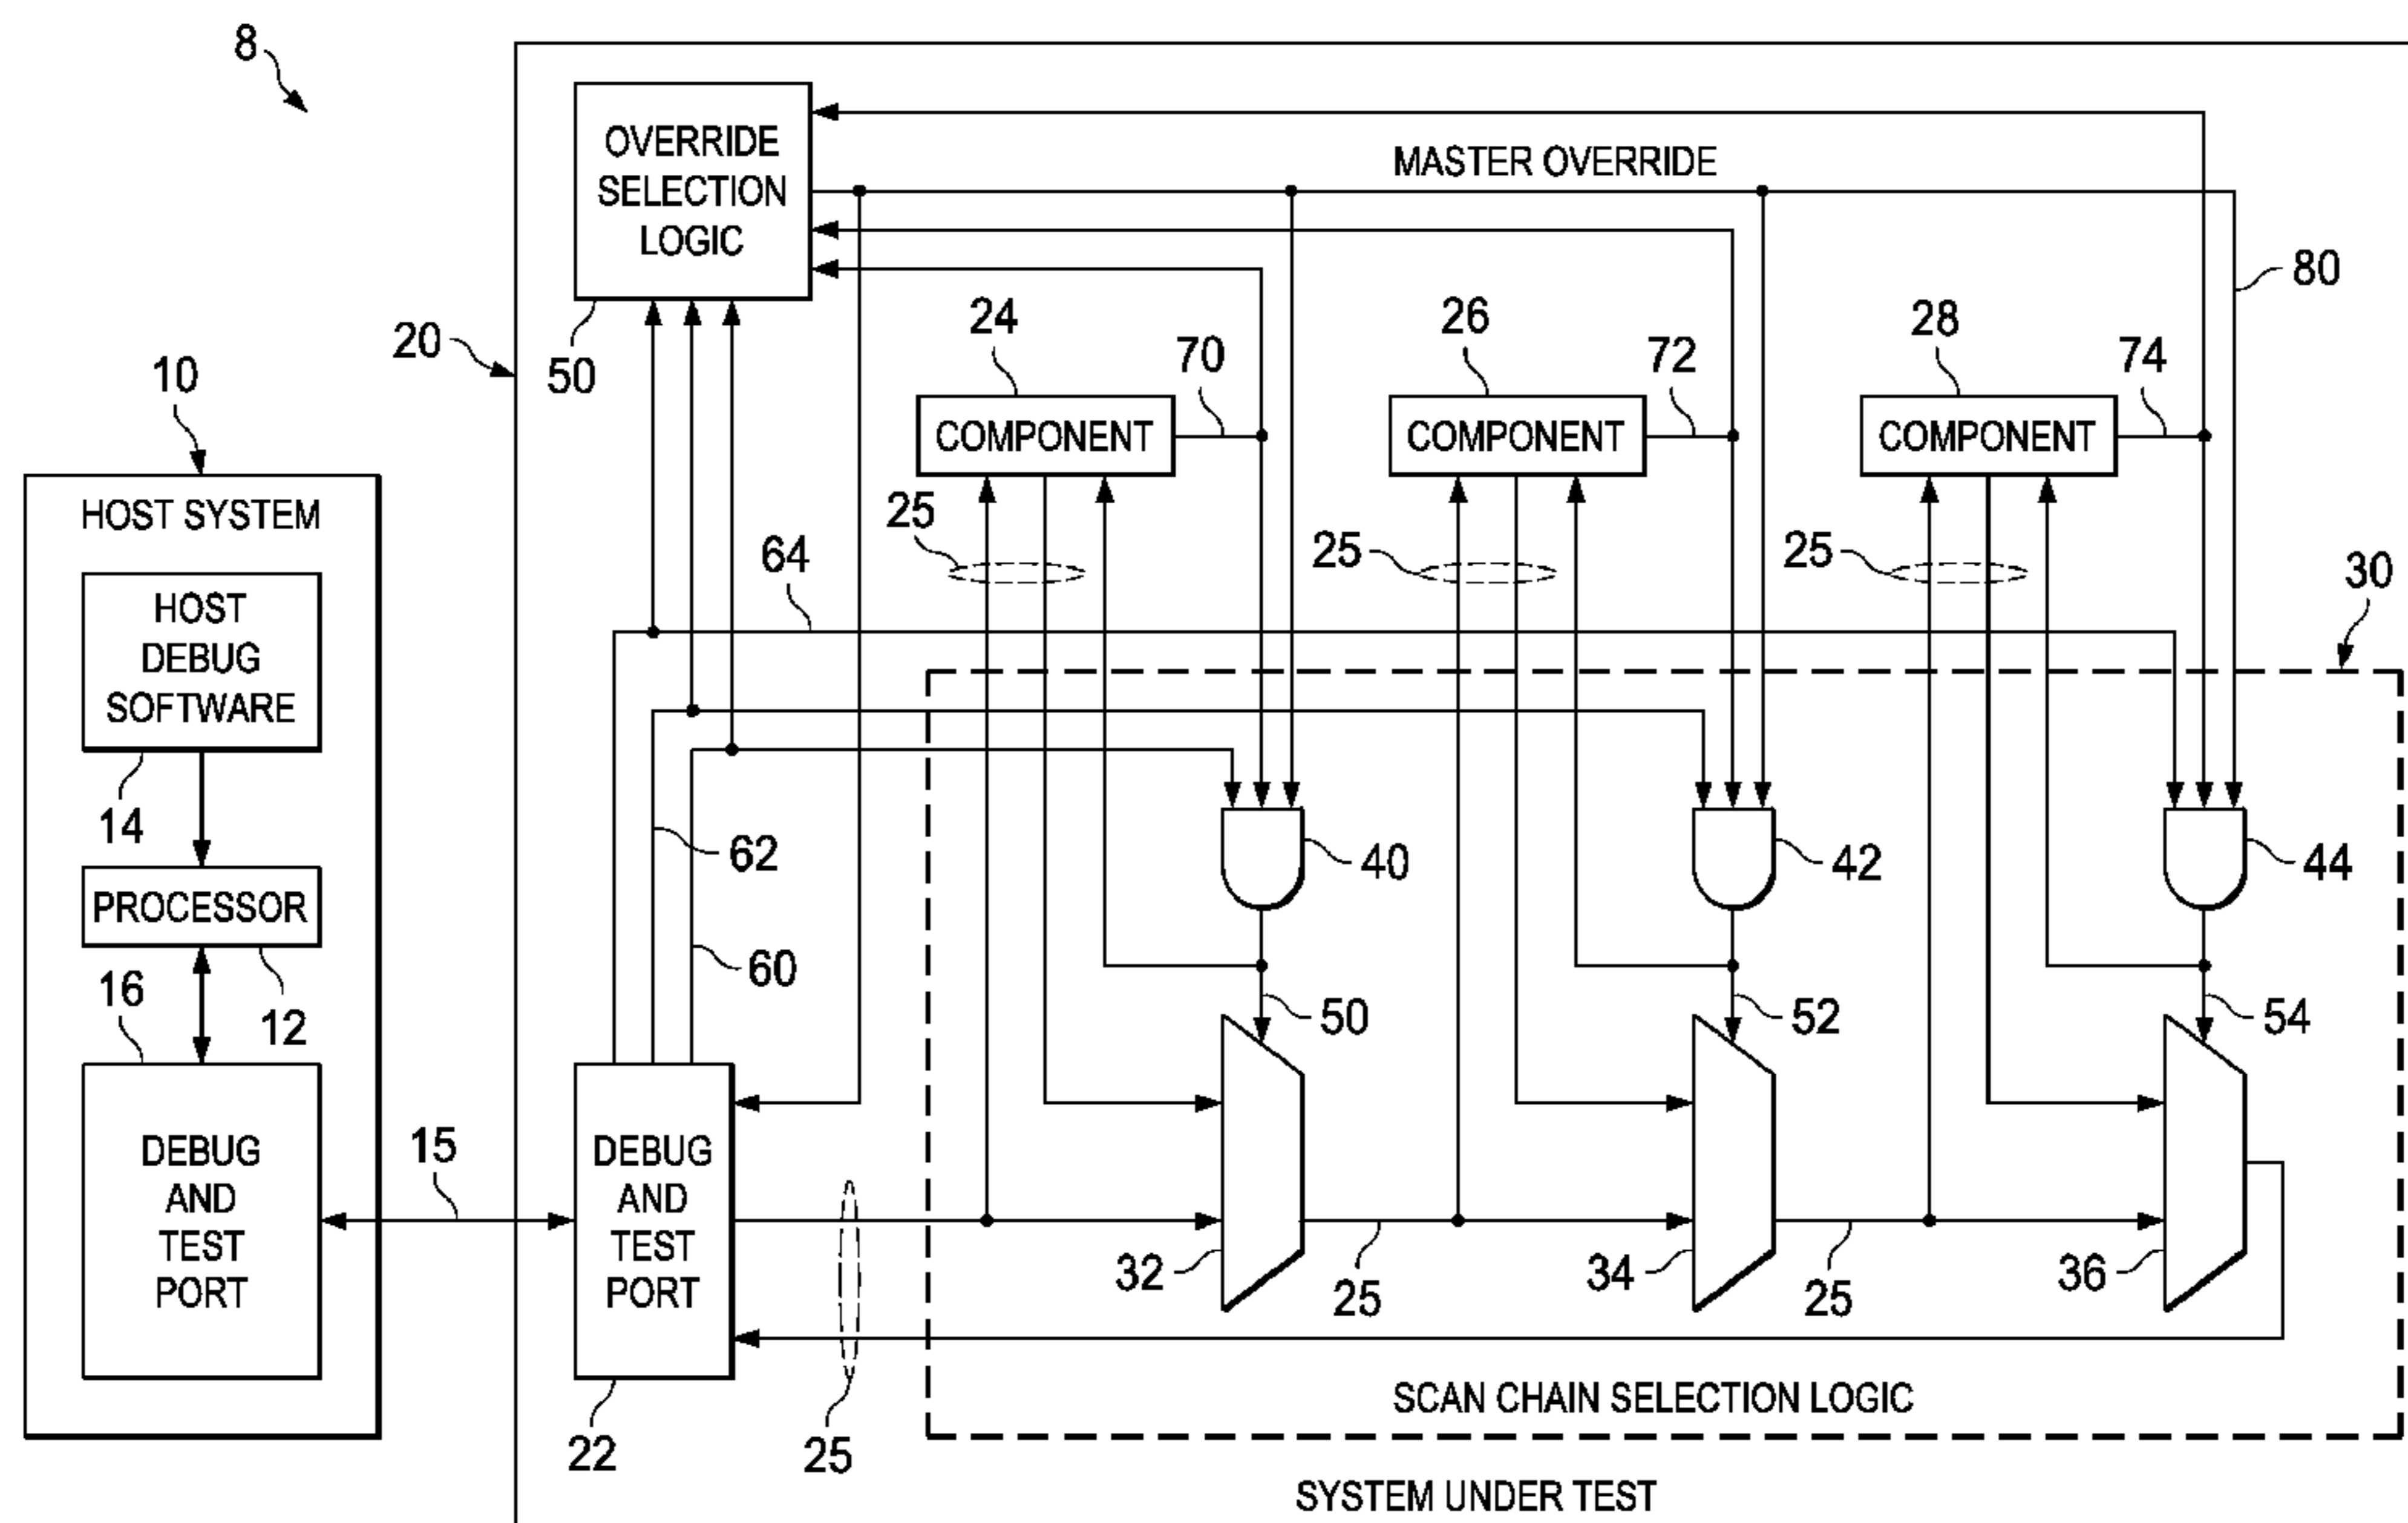 8
OVERRIDE
SELECTION
LOGIC
50
MASTER OVERRIDE
80
20
24
COMPONENT
70
26
COMPONENT
72
28
COMPONENT
74
10
HOST SYSTEM
HOST
DEBUG
SOFTWARE
14
PROCESSOR
12
16
DEBUG
AND
TEST
PORT
15
25
25
25
64
30
62
60
40
42
44
50
52
54
DEBUG
AND
TEST
PORT
22
25
32
25
34
25
36
SCAN CHAIN SELECTION LOGIC
SYSTEM UNDER TEST